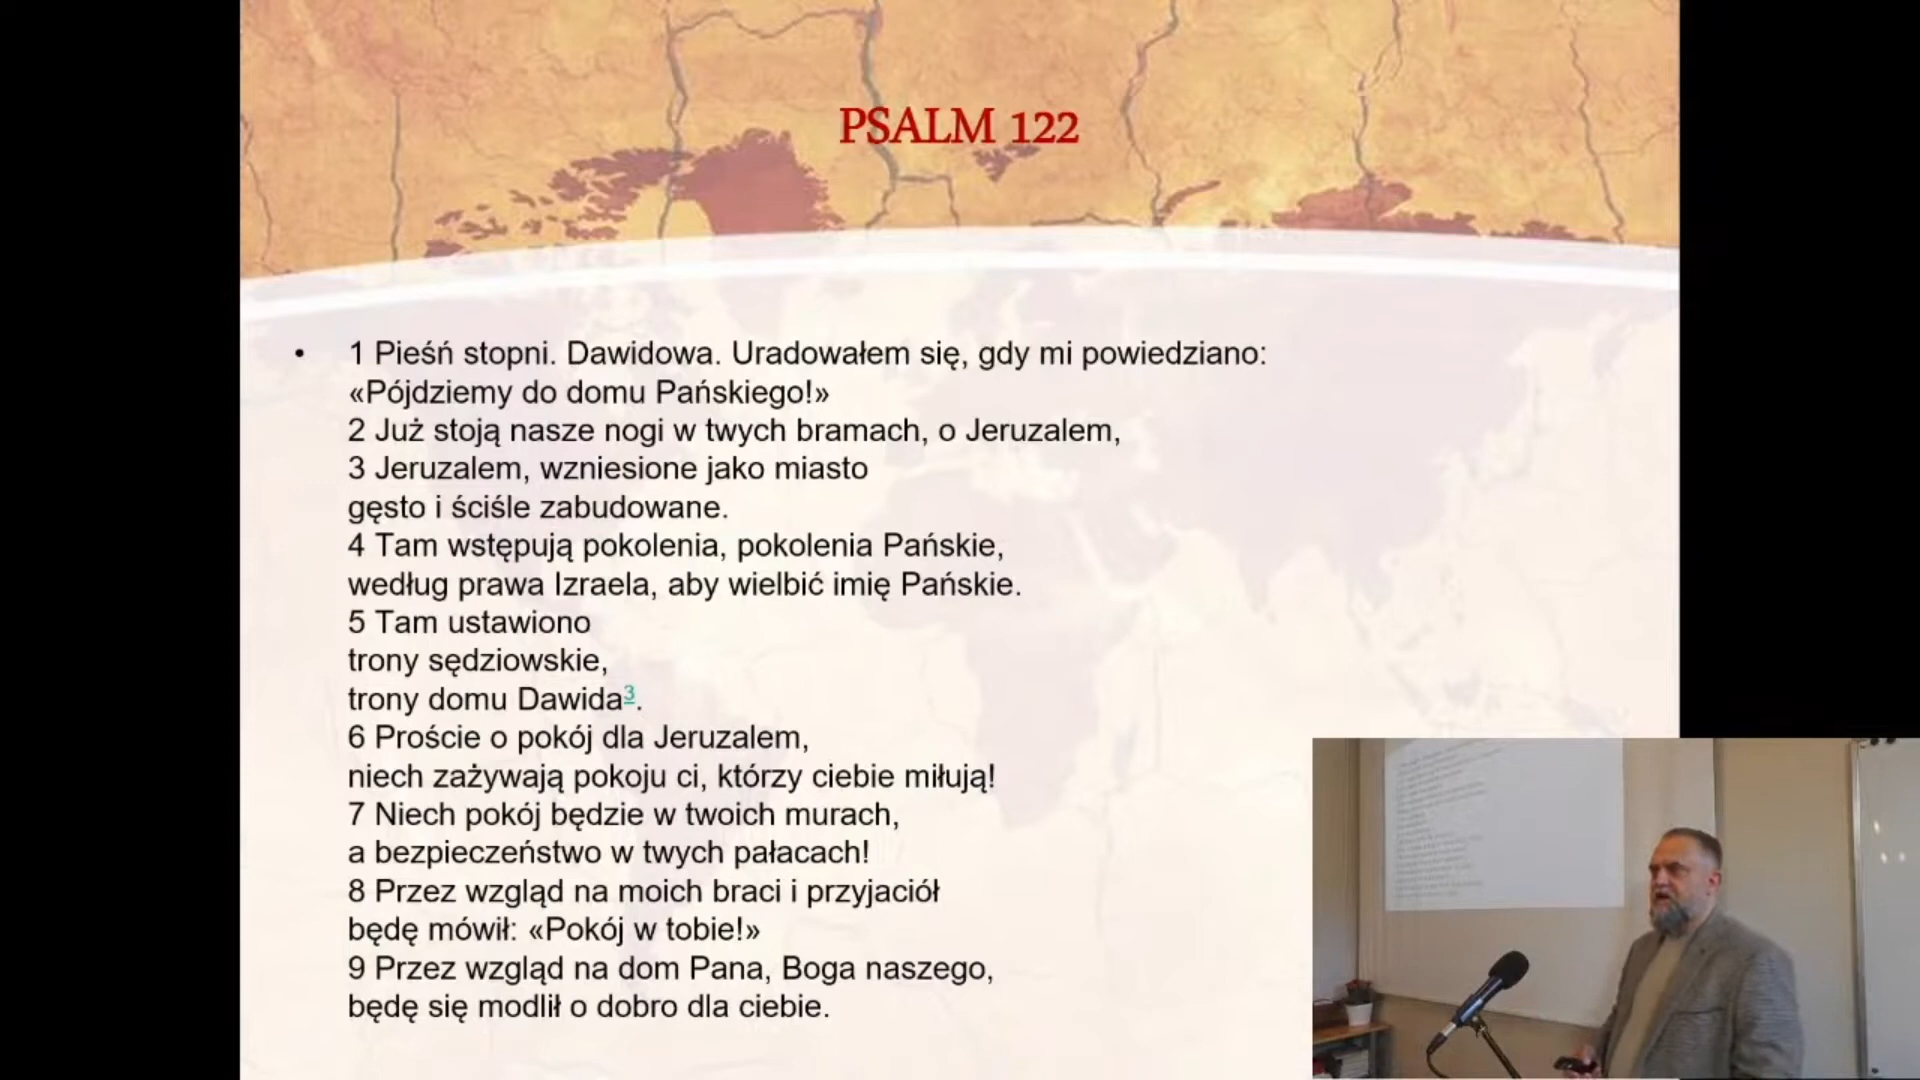 PSALM 122
• 1 Pieśń stopni. Dawidowa. Uradowałem się, gdy mi powiedziano:
«Pójdziemy do domu Pańskiego!»
2 Już stoją nasze nogi w twych bramach, o Jeruzalem,
3 Jeruzalem, wzniesione jako miasto
gęsto i ściśle zabudowane.
4 Tam wstępują pokolenia, pokolenia Pańskie,
według prawa Izraela, aby wielbić imię Pańskie.
5 Tam ustawiono
trony sędziowskie,
trony domu Dawida3.
6 Proście o pokój dla Jeruzalem,
niech zażywają pokoju ci, którzy ciebie miłują!
7 Niech pokój będzie w twoich murach,
a bezpieczeństwo w twych pałacach!
8 Przez wzgląd na moich braci i przyjaciół
będę mówił: «Pokój w tobie!»
9 Przez wzgląd na dom Pana, Boga naszego,
będę się modlił o dobro dla ciebie.